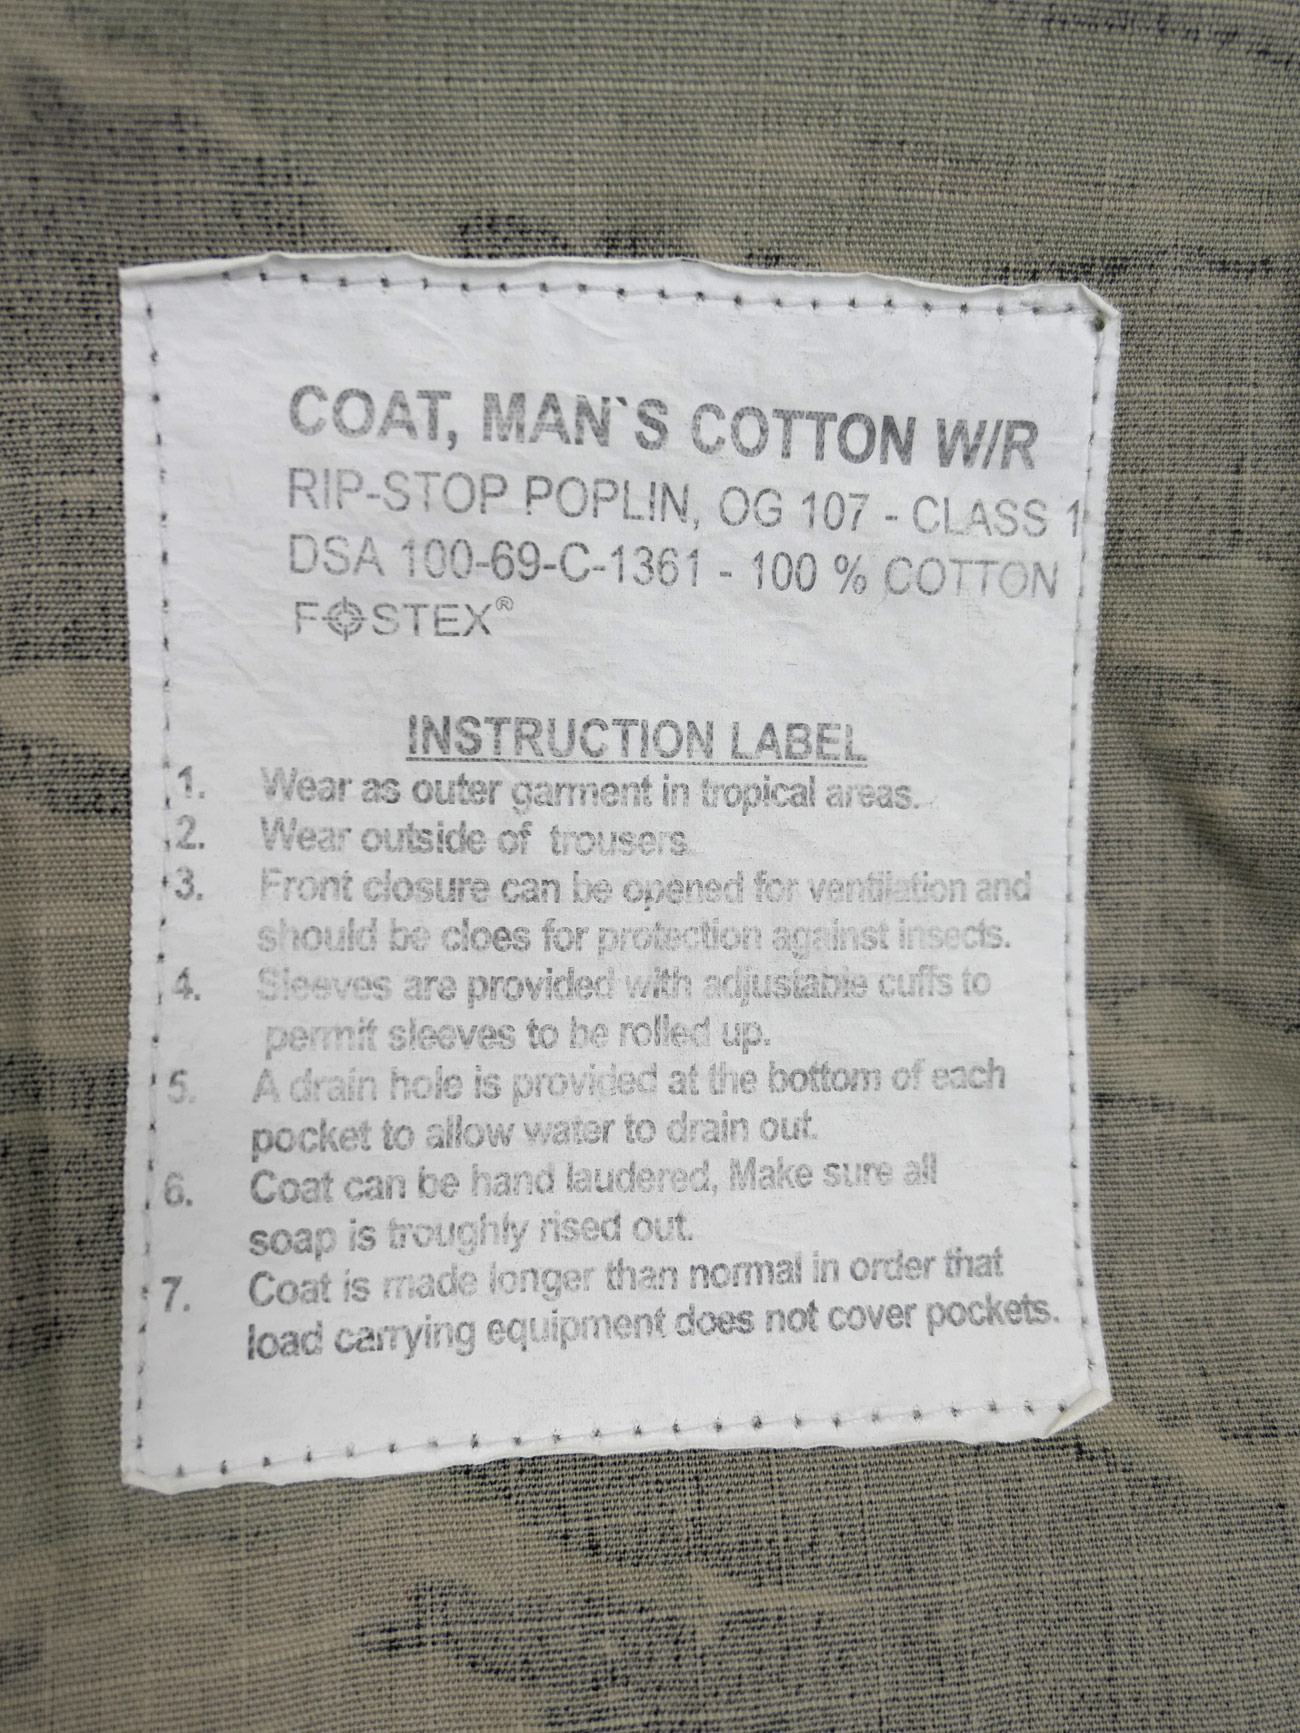 COAT, MAN`S COTTON W/R
RIP-STOP POPLIN, OG 107 - CLASS 1
DSA 100-69-C-1361 - 100 % COTTON
FOSTEX®
INSTRUCTION LABEL
1. Wear as outer garment in tropical areas.
2. Wear outside of trousers.
3. Front closure can be opened for ventilation and
should be cloes for protection against insects.
4. Sleeves are provided with adjustable cuffs to
permit sleeves to be rolled up.
5. A drain hole is provided at the bottom of each
pocket to allow water to drain out.
6. Coat can be hand laudered, Make sure all
soap is troughly rised out.
7. Coat is made longer than normal in order that
load carrying equipment does not cover pockets.